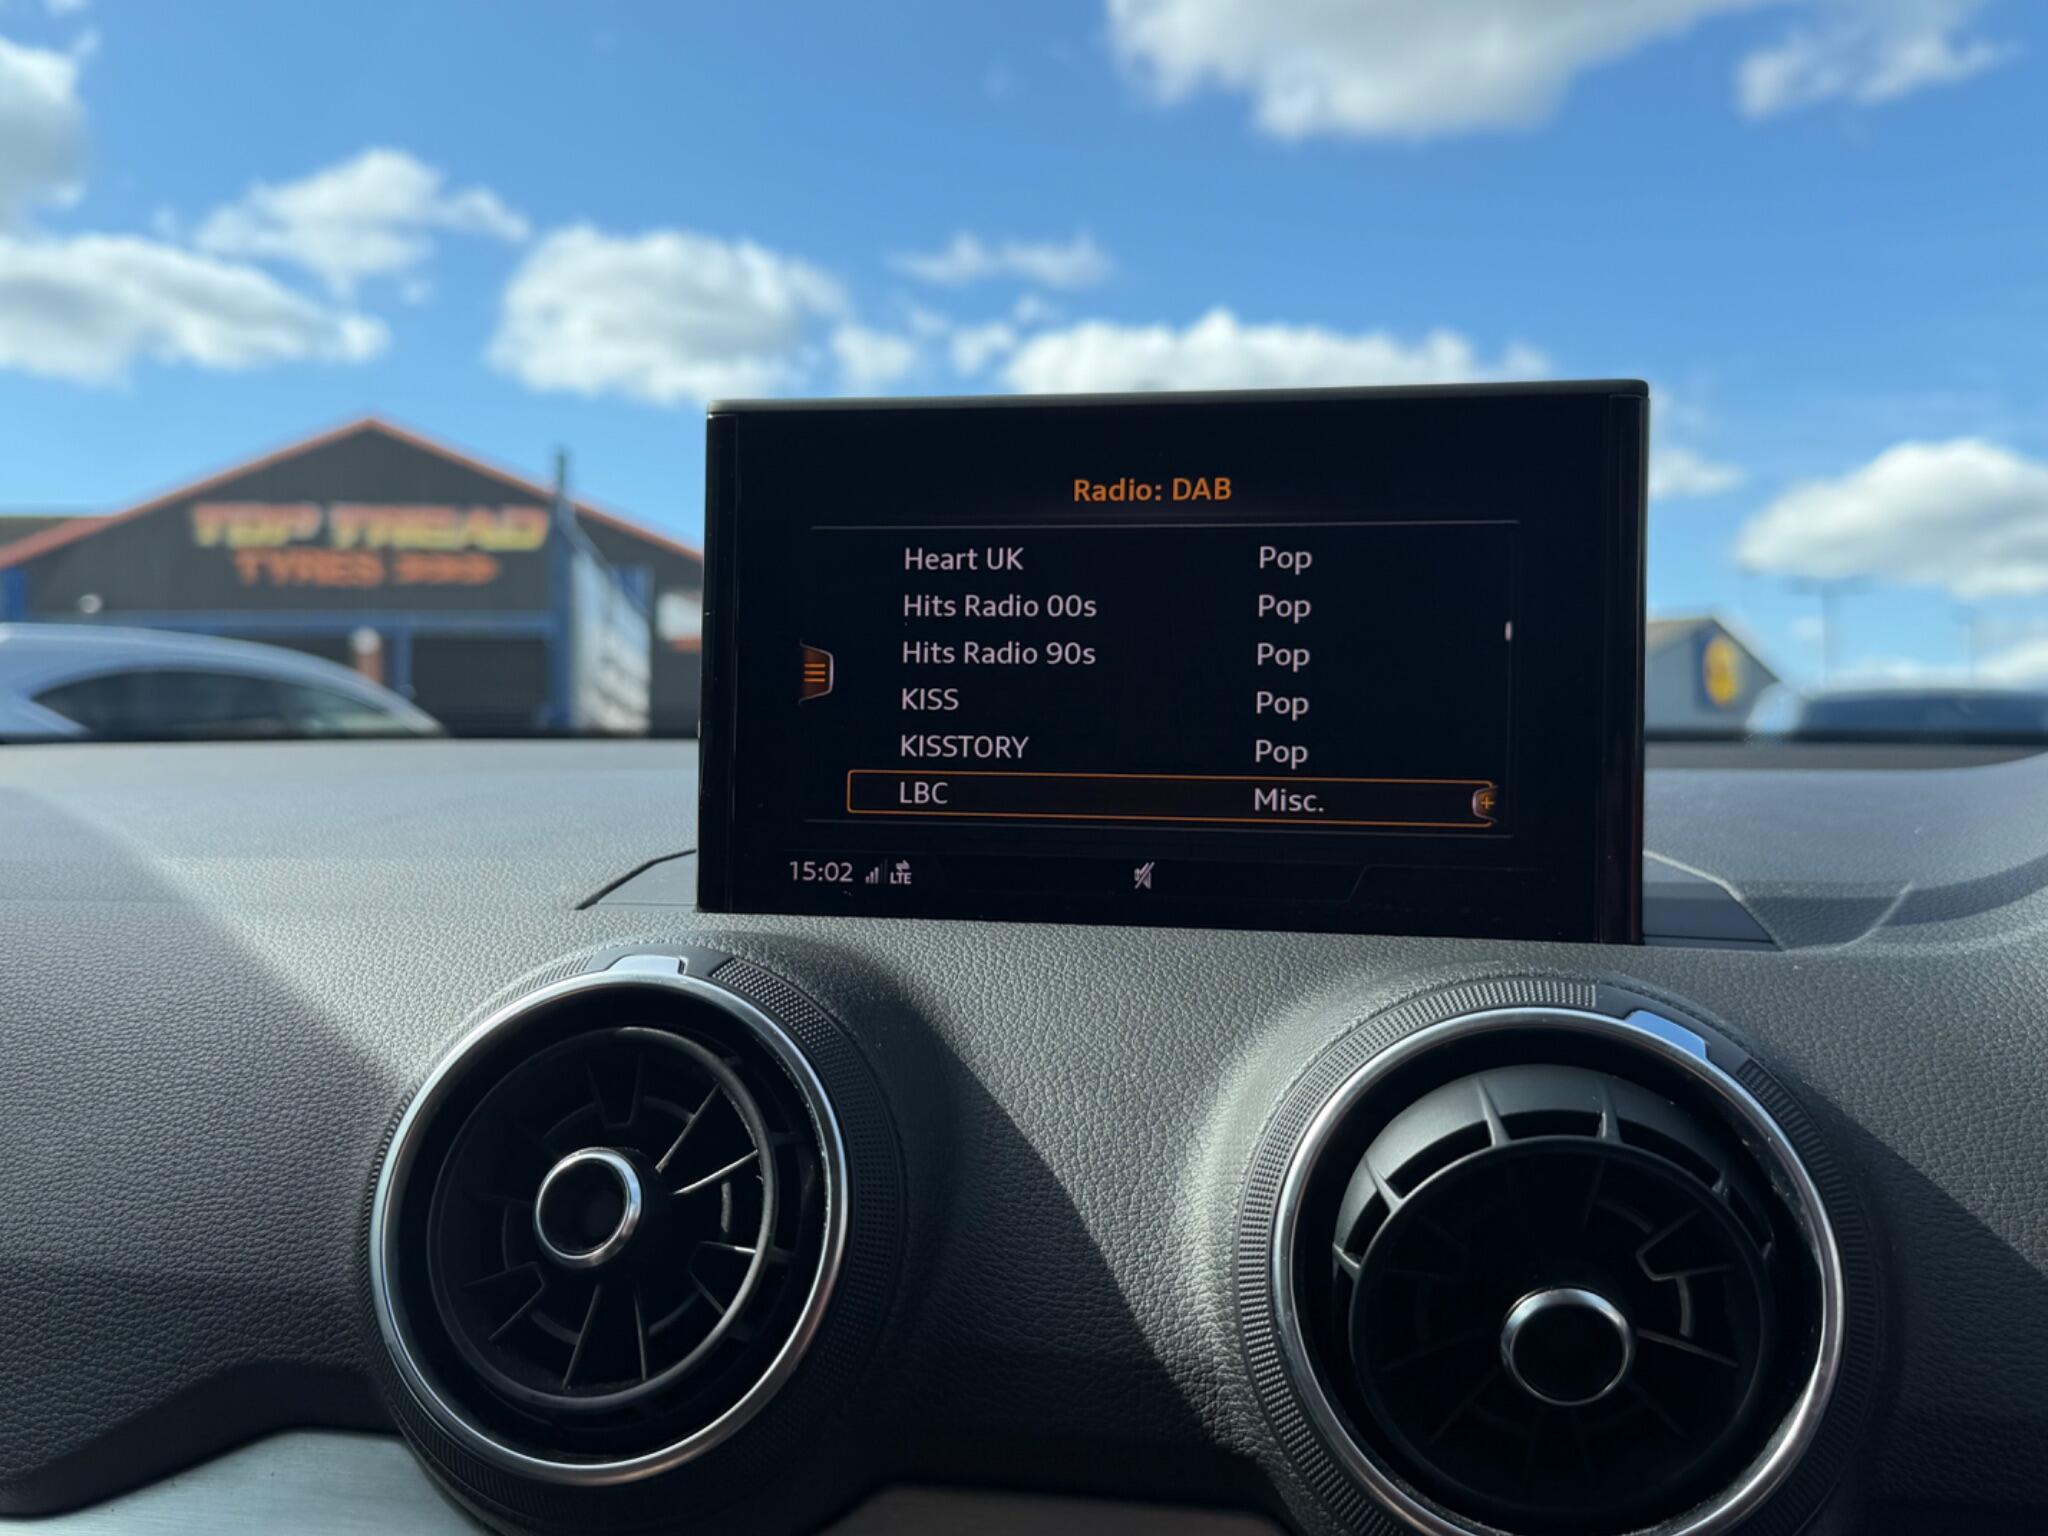 TOP TREAD
TYRES >>>>
Radio: DAB
Heart UK Pop
Hits Radio 00s Pop
Hits Radio 90s Pop
KISS Pop
KISSTORY Pop
LBC Misc.
15:02 LTE